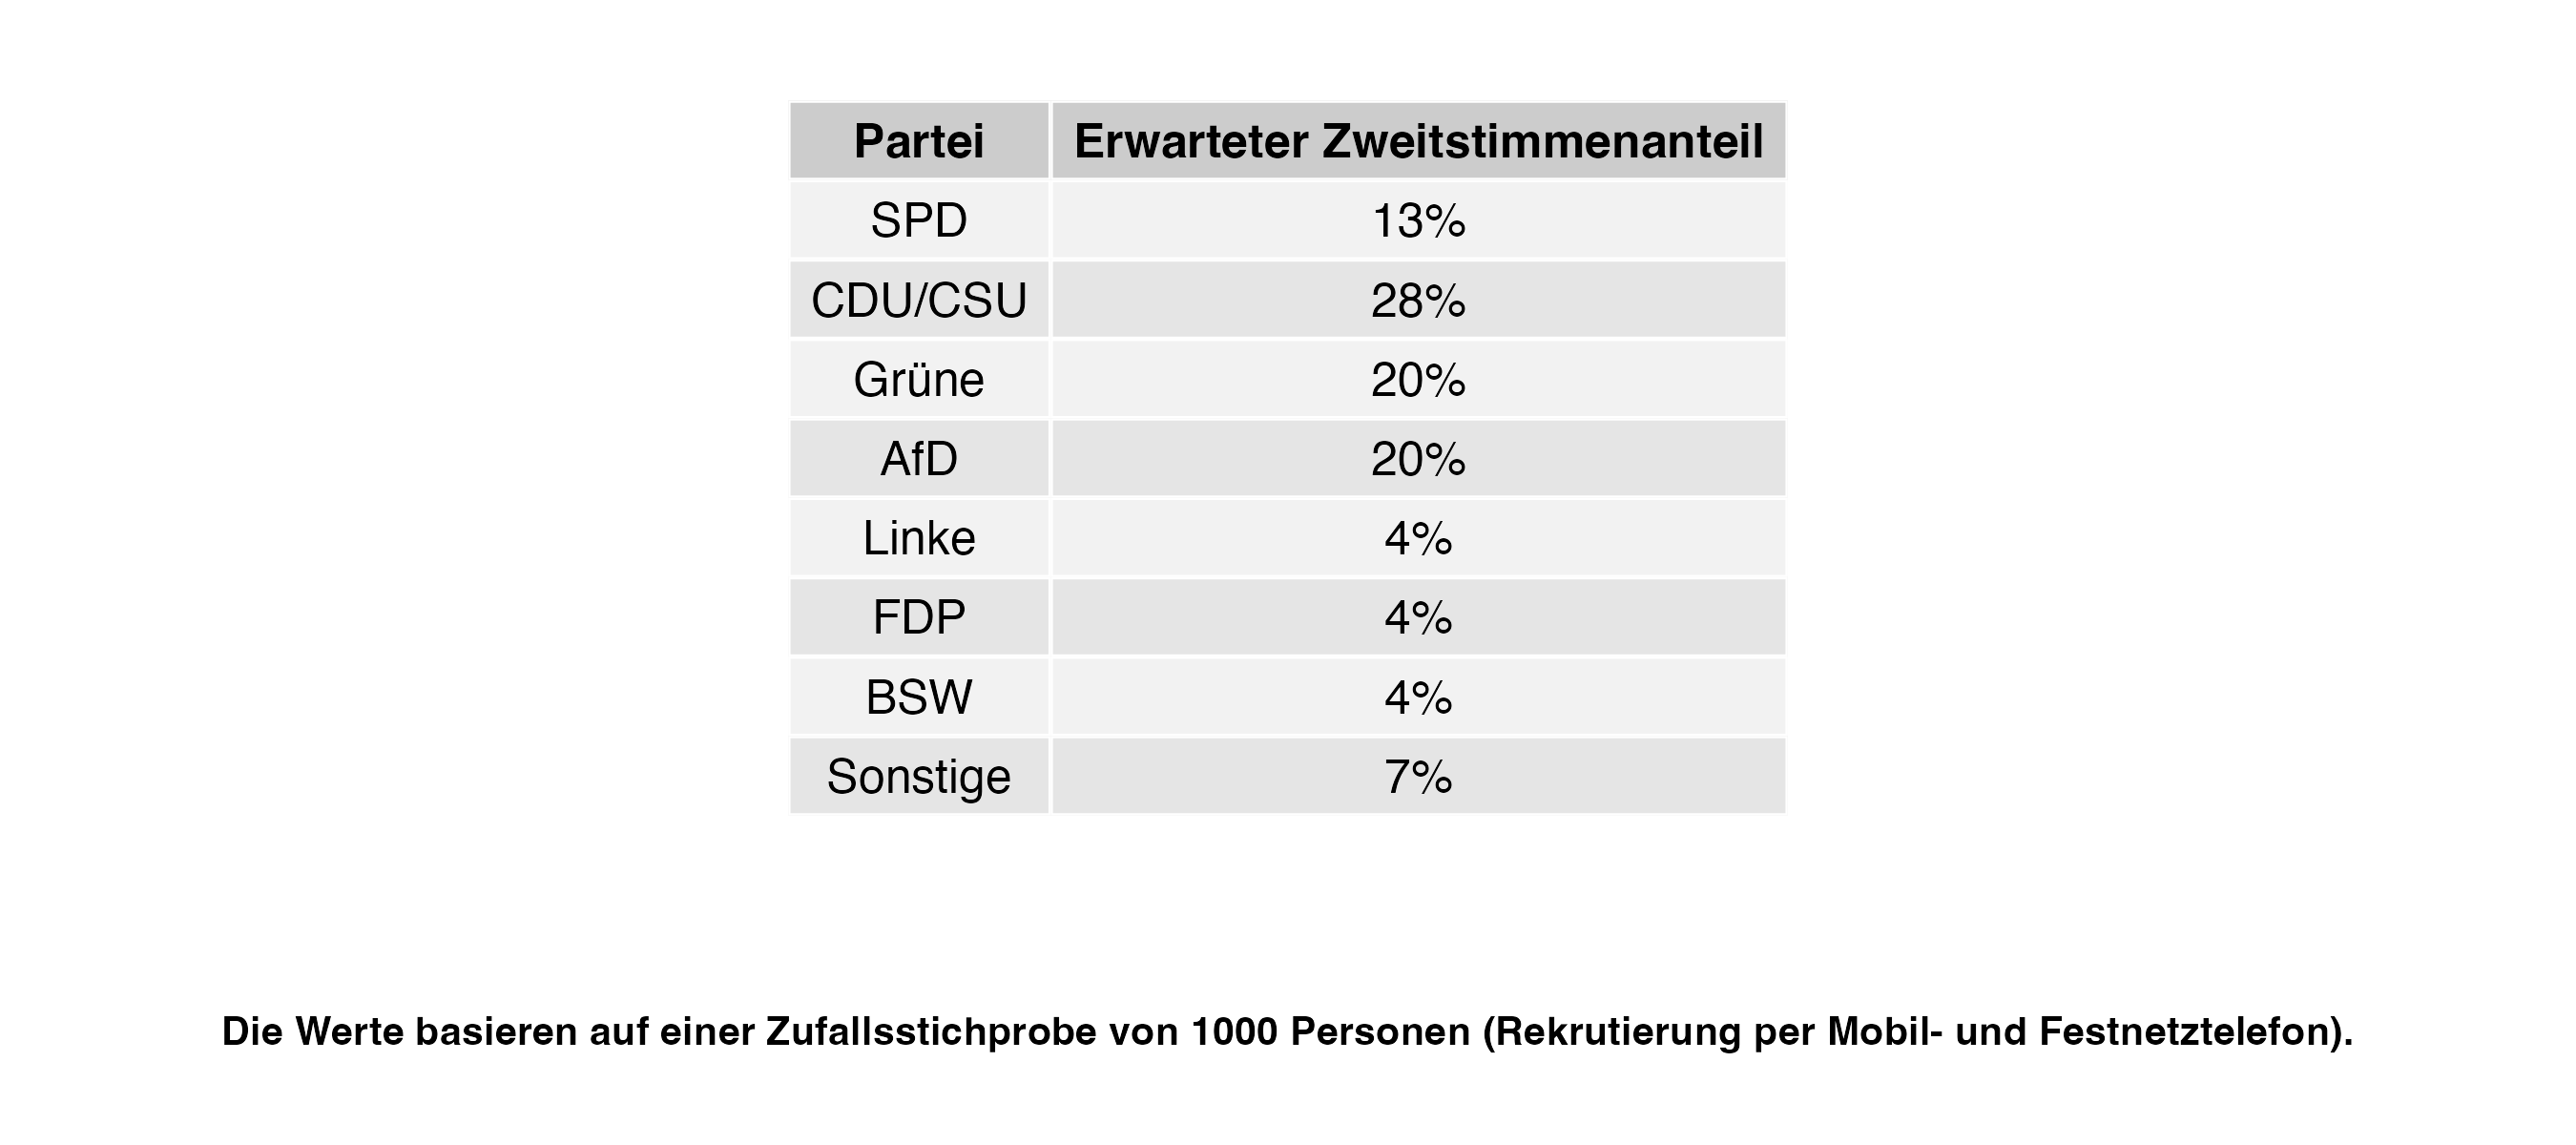 Partei Erwarteter Zweitstimmenanteil
SPD 13%
CDU/CSU 28%
Grüne 20%
AfD 20%
Linke 4%
FDP 4%
BSW 4%
Sonstige 7%
Die Werte basieren auf einer Zufallsstichprobe von 1000 Personen (Rekrutierung per Mobil- und Festnetztelefon).